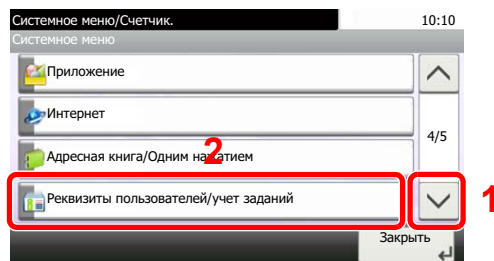 Системное меню/Счетчик. 10:10
Системное меню
Приложение
Интернет
4/5
2
Адресная книга/Одним нажатием
Реквизиты пользователей/учет заданий
1
Закрыть